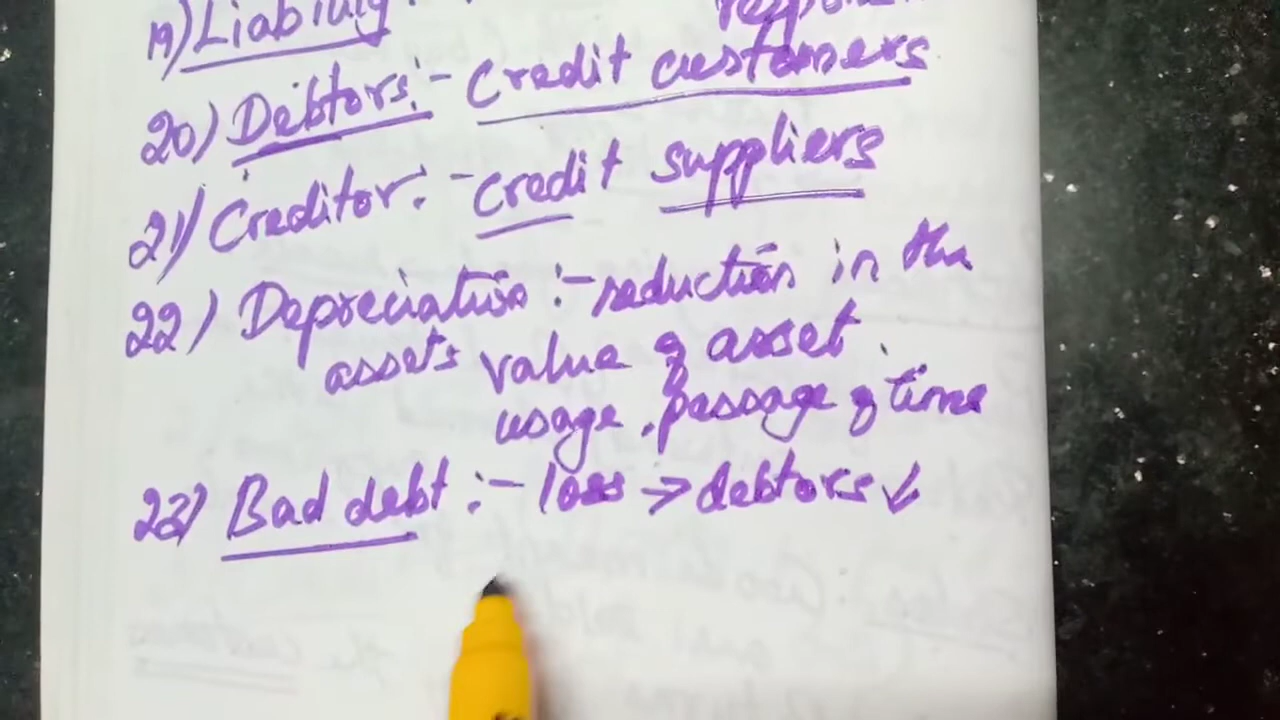 19) Liability :
20) Debtors :- Credit customers
21) Creditor :- credit suppliers
22) Depreciation :- reduction in the
assets value of asset.
usage, passage of time
23) Bad debt :- loss -> debtors ↙